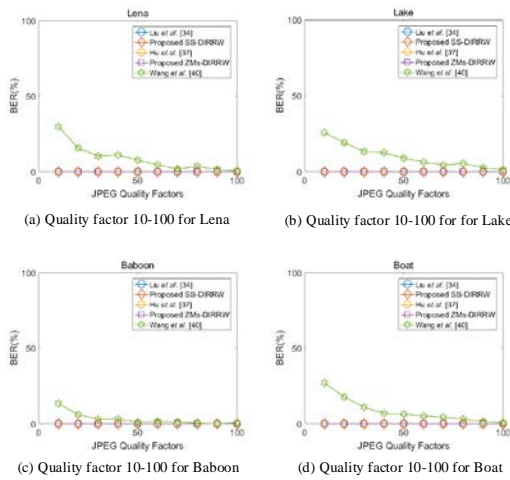 Lena
100
50
0
BER(%)
0 50 100
JPEG Quality Factors
Liu et al. [34]
Proposed SS-DIRRW
Hu et al. [37]
Proposed ZMs-DIRRW
Wang et al. [40]
(a) Quality factor 10-100 for Lena
Lake
100
50
0
BER(%)
0 50 100
JPEG Quality Factors
Liu et al. [34]
Proposed SS-DIRRW
Hu et al. [37]
Proposed ZMs-DIRRW
Wang et al. [40]
(b) Quality factor 10-100 for for Lake
Baboon
100
50
0
BER(%)
0 50 100
JPEG Quality Factors
Liu et al. [34]
Proposed SS-DIRRW
Hu et al. [37]
Proposed ZMs-DIRRW
Wang et al. [40]
(c) Quality factor 10-100 for Baboon
Boat
100
50
0
BER(%)
0 50 100
JPEG Quality Factors
Liu et al. [34]
Proposed SS-DIRRW
Hu et al. [37]
Proposed ZMs-DIRRW
Wang et al. [40]
(d) Quality factor 10-100 for Boat